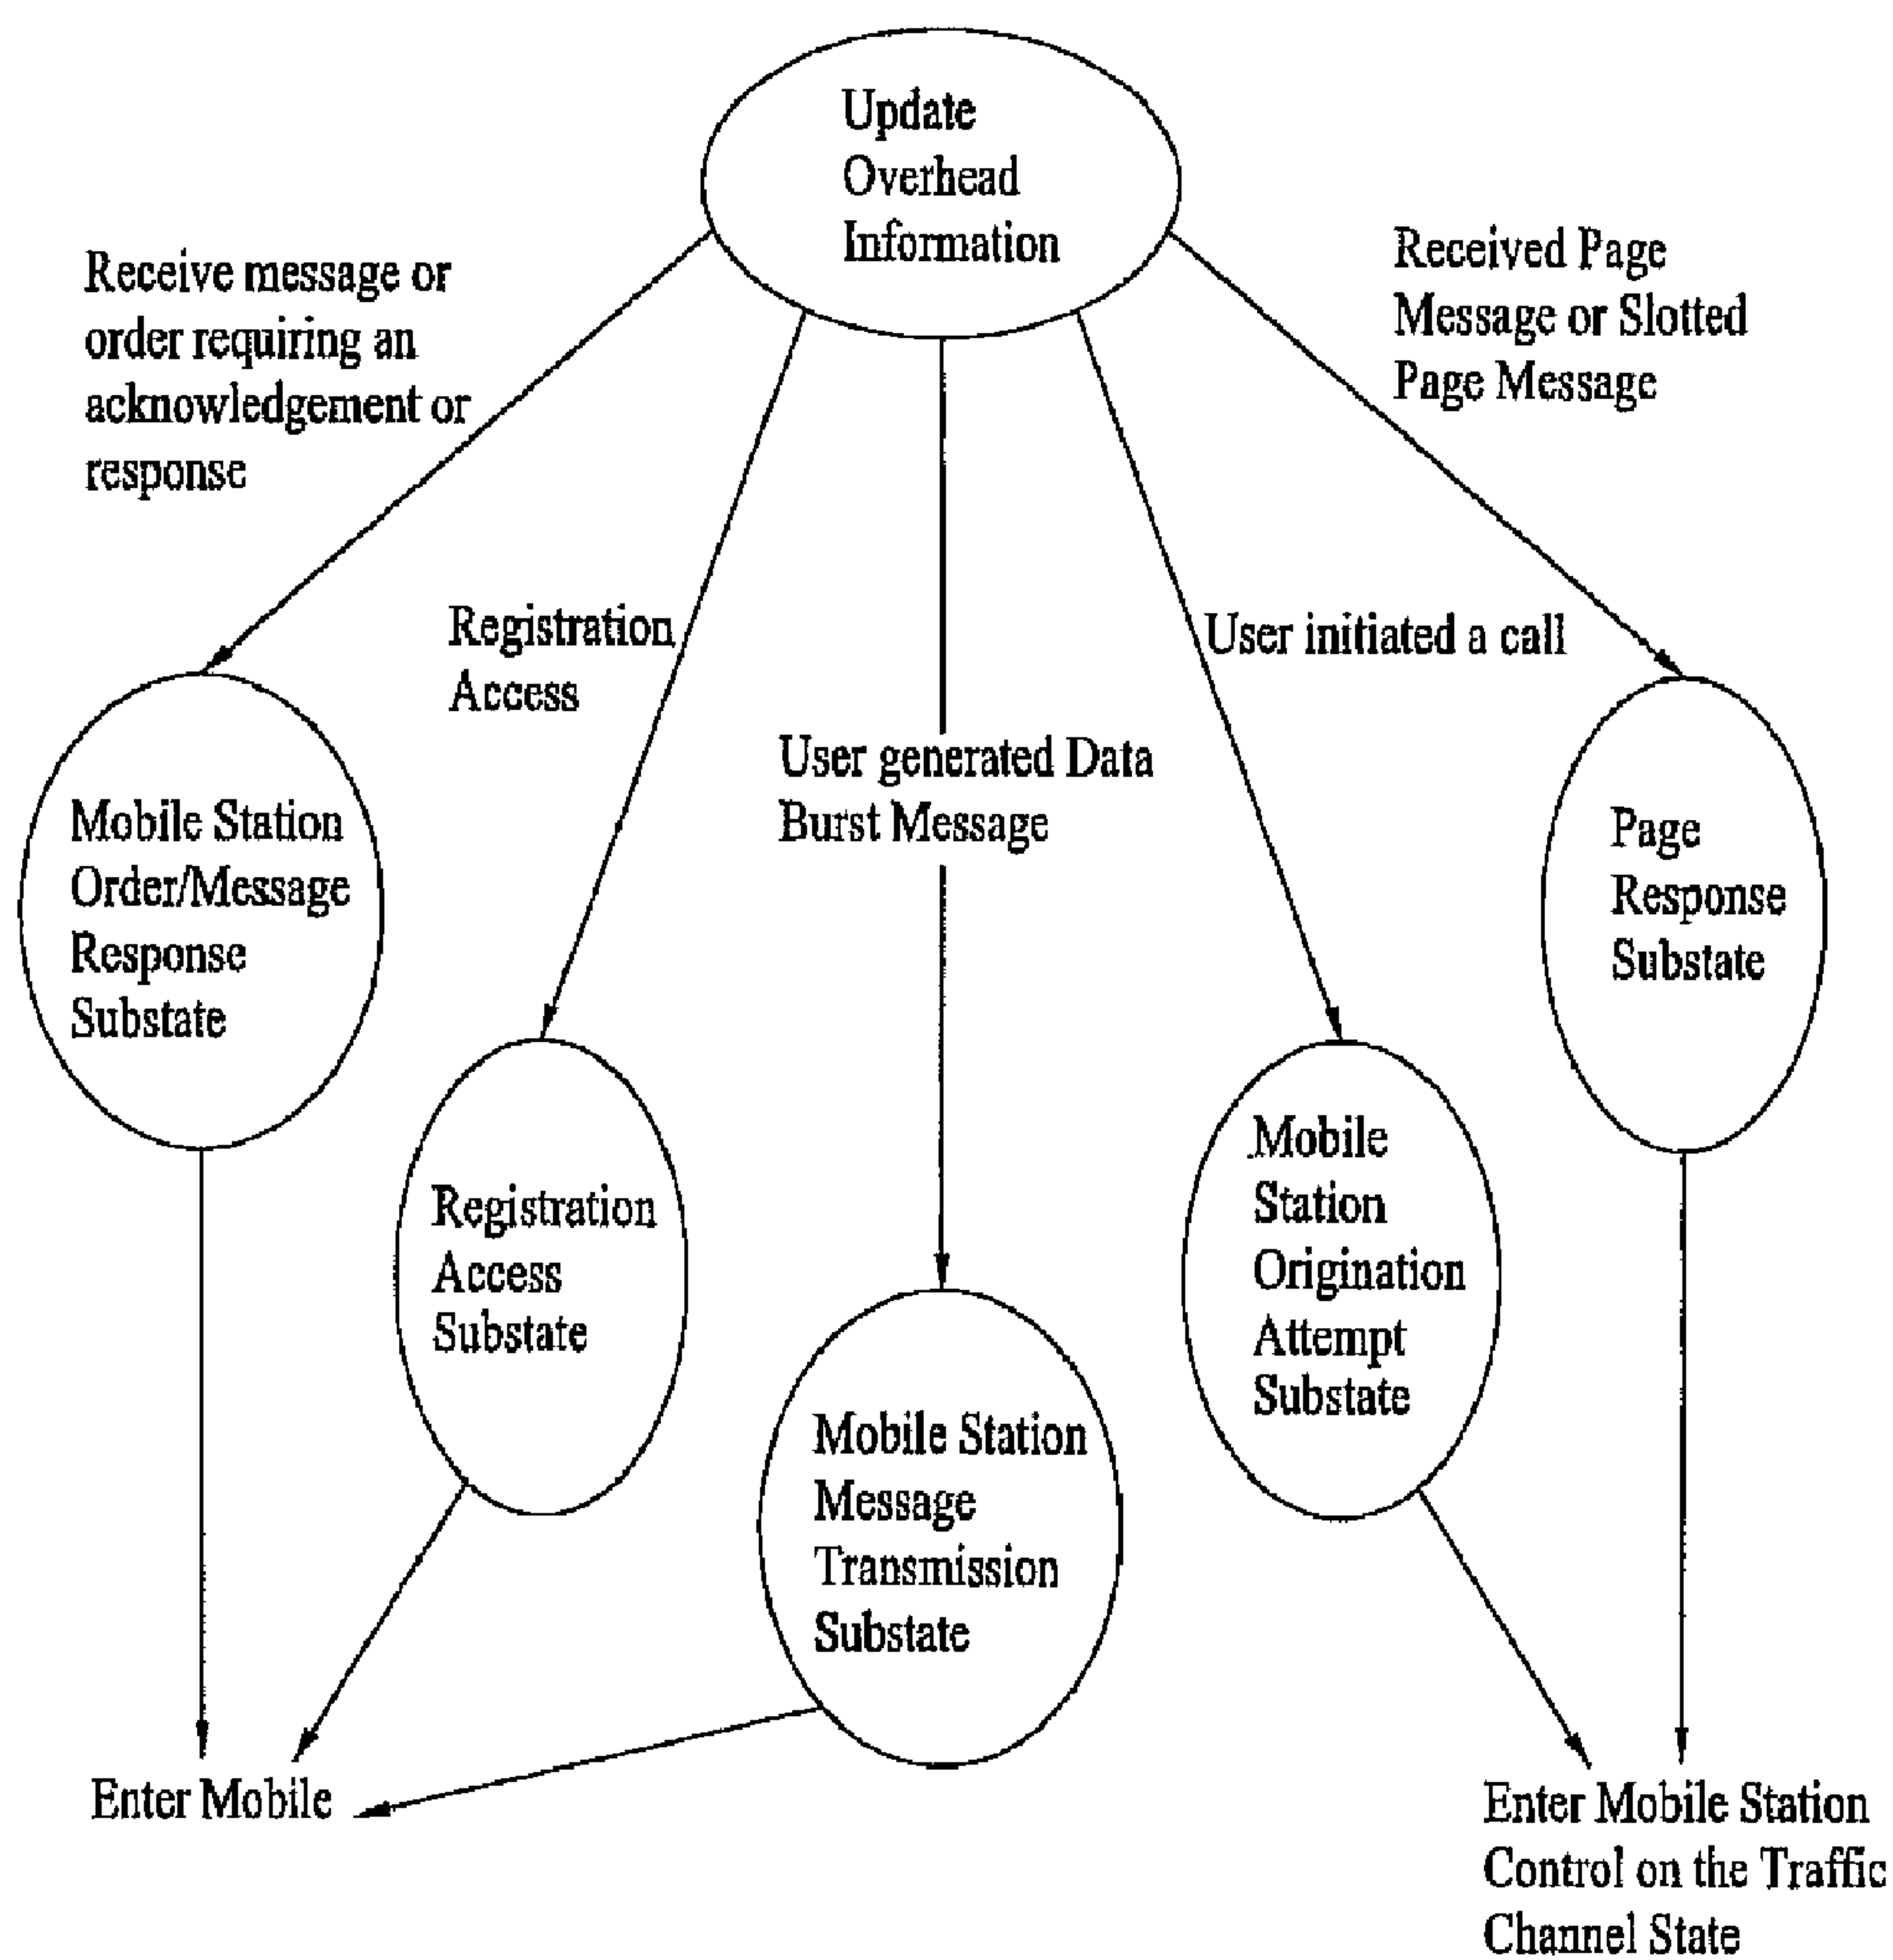 Update
Overhead
Information
Receive message or
order requiring an
acknowledgement or
response
Received Page
Message or Slotted
Page Message
Registration
Access
User initiated a call
User generated Data
Burst Message
Mobile Station
Order/Message
Response
Substate
Page
Response
Substate
Registration
Access
Substate
Mobile
Station
Origination
Attempt
Substate
Mobile Station
Message
Transmission
Substate
Enter Mobile
Enter Mobile Station
Control on the Traffic
Channel State